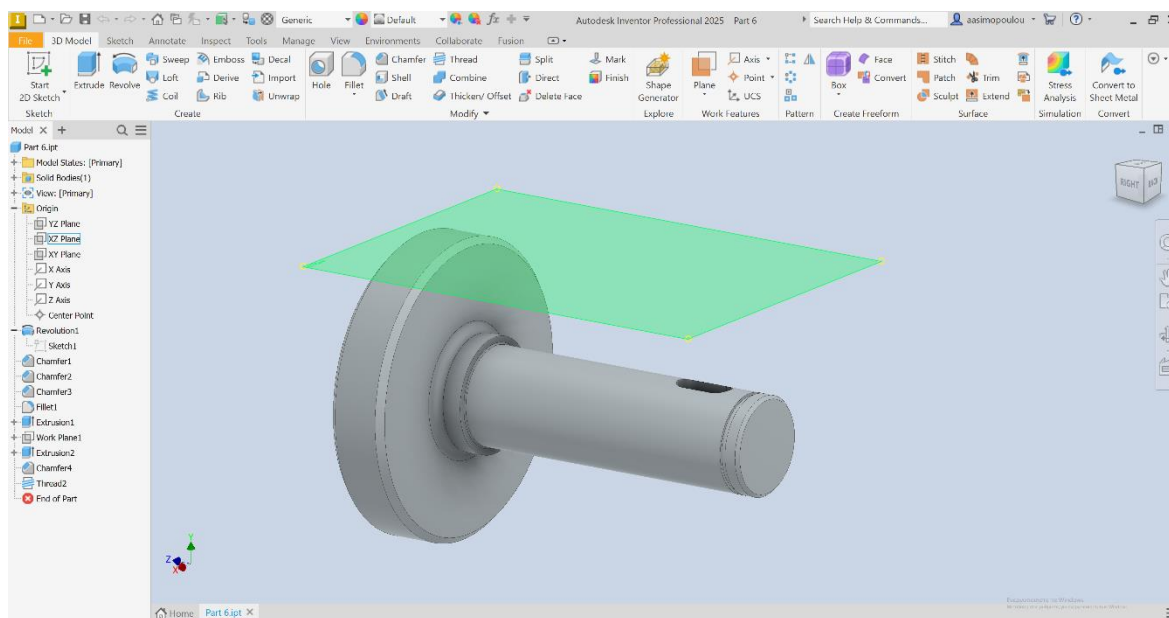 Generic Default Autodesk Inventor Professional 2025 Part 6 Search Help & Commands... aasimopoulou
File 3D Model Sketch Annotate Inspect Tools Manage View Environments Collaborate Fusion
Sweep Emboss Decal Chamfer Thread Split Mark Axis Face Stitch
Start 2D Sketch Extrude Revolve Loft Derive Import Hole Fillet Shell Combine Direct Finish Shape Generator Plane Point Box Convert Patch Trim Stress Analysis Convert to Sheet Metal
Coil Rib Unwrap Draft Thicken/ Offset Delete Face UCS Sculpt Extend
Sketch Create Modify Explore Work Features Pattern Create Freeform Surface Simulation Convert
Model
Part 6.ipt
Model States: [Primary]
Solid Bodies(1)
View: [Primary]
Origin
YZ Plane
XZ Plane
XY Plane
X Axis
Y Axis
Z Axis
Center Point
Revolution1
Sketch1
Chamfer1
Chamfer2
Chamfer3
Fillet1
Extrusion1
Work Plane1
Extrusion2
Chamfer4
Thread2
End of Part
RIGHT
Y
Z
X
Home Part 6.ipt